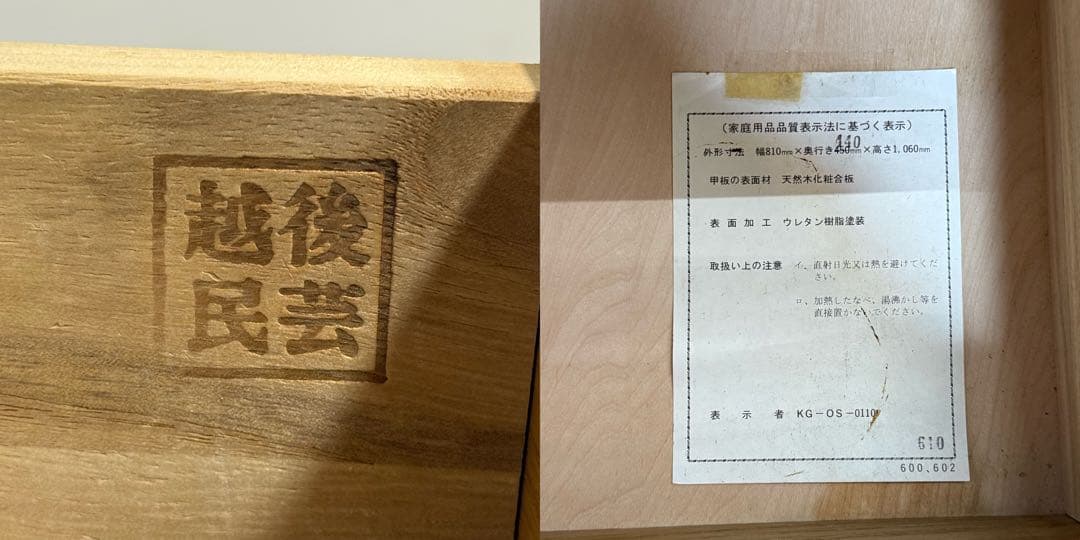 越後
民芸
(家庭用品品質表示法に基づく表示)
440
外形寸法 幅810mm×奥行き450mm×高さ1,060mm
甲板の表面材 天然木化粧合板
表面加工 ウレタン樹脂塗装
取扱い上の注意 イ、直射日光又は熱を避けてくだ
さい。
ロ、加熱したなべ、湯沸かし等を
直接置かないでください。
表示者 KG-OS-0110
610
600、602